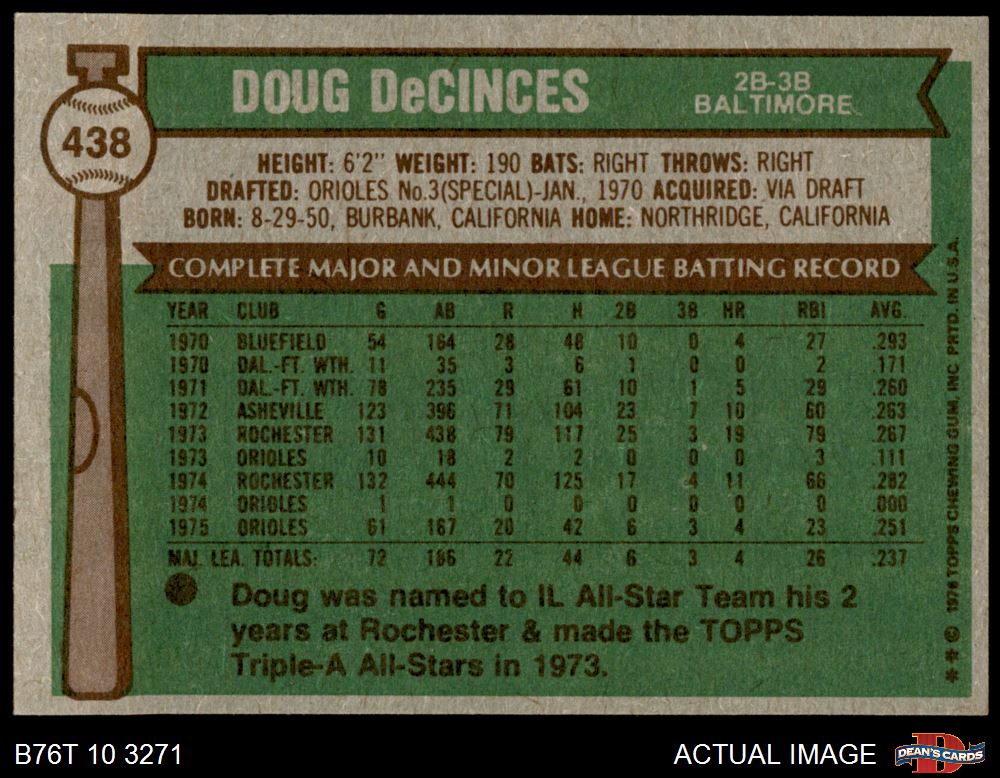 DOUG DeCINCES
2B-3B
BALTIMORE
438
HEIGHT: 6'2" WEIGHT: 190 BATS: RIGHT THROWS: RIGHT
DRAFTED: ORIOLES No.3(SPECIAL)-JAN., 1970 ACQUIRED: VIA DRAFT
BORN: 8-29-50, BURBANK, CALIFORNIA HOME: NORTHRIDGE, CALIFORNIA
COMPLETE MAJOR AND MINOR LEAGUE BATTING RECORD
YEAR CLUB G AB R H 2B 3B HR RBI AVG.
1970 BLUEFIELD 54 164 28 48 10 0 4 27 .293
1970 DAL.-FT. WTH. 11 35 3 6 1 0 0 2 .171
1971 DAL.-FT. WTH. 78 235 29 61 10 1 5 29 .260
1972 ASHEVILLE 123 396 71 104 23 7 10 60 .263
1973 ROCHESTER 131 438 79 117 25 3 19 79 .267
1973 ORIOLES 10 18 2 2 0 0 0 3 .111
1974 ROCHESTER 132 444 70 125 17 4 11 66 .282
1974 ORIOLES 1 1 0 0 0 0 0 0 .000
1975 ORIOLES 61 167 20 42 6 3 4 23 .251
MAJ. LEA. TOTALS: 72 186 22 44 6 3 4 26 .237
Doug was named to IL All-Star Team his 2
years at Rochester & made the TOPPS
Triple-A All-Stars in 1973.
** © 1976 TOPPS CHEWING GUM, INC PRTD. IN U.S.A.
B76T 10 3271
ACTUAL IMAGE
DEAN'S CARDS